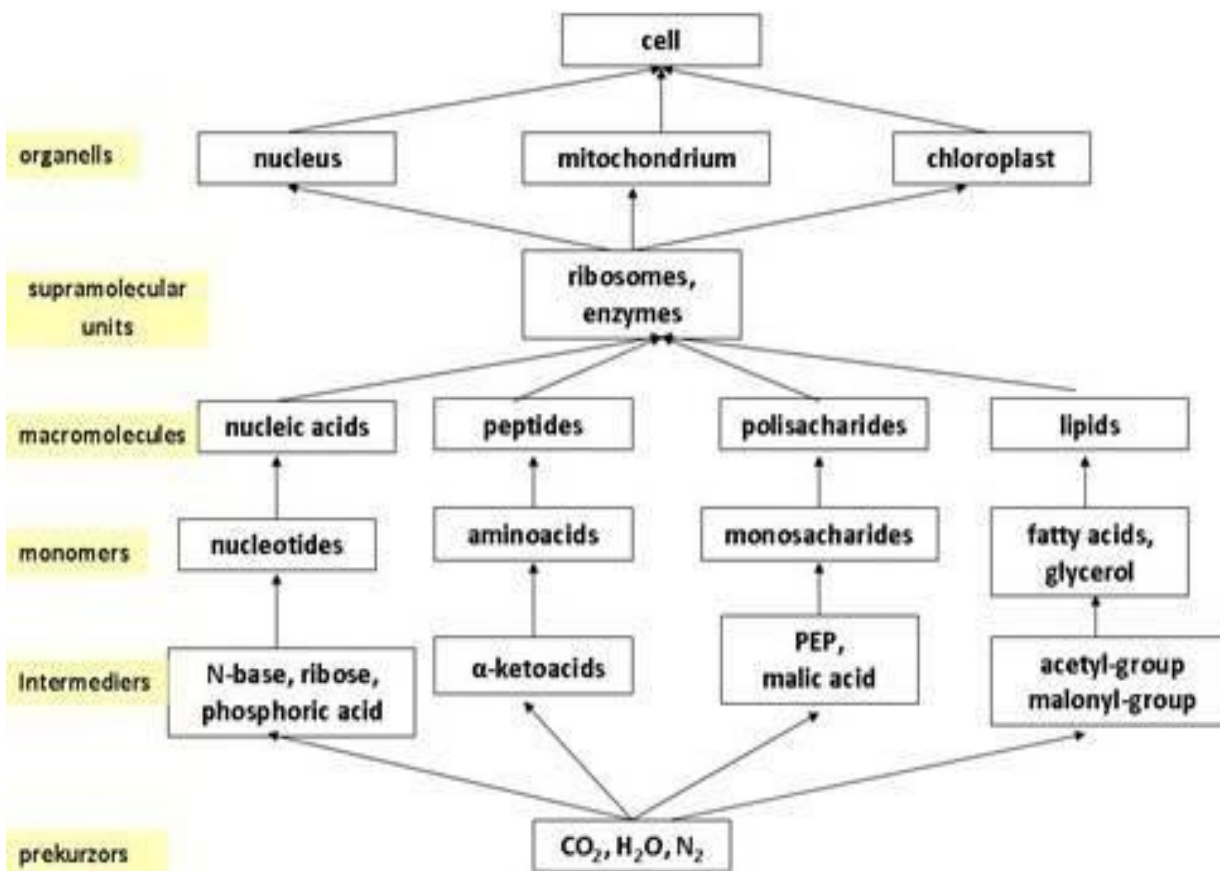 cell
organells
nucleus
mitochondrium
chloroplast
supramolecular
units
ribosomes,
enzymes
macromolecules
nucleic acids
peptides
polisacharides
lipids
monomers
nucleotides
aminoacids
monosacharides
fatty acids,
glycerol
Intermediers
N-base, ribose,
phosphoric acid
α-ketoacids
PEP,
malic acid
acetyl-group
malonyl-group
prekurzors
CO₂, H₂O, N₂